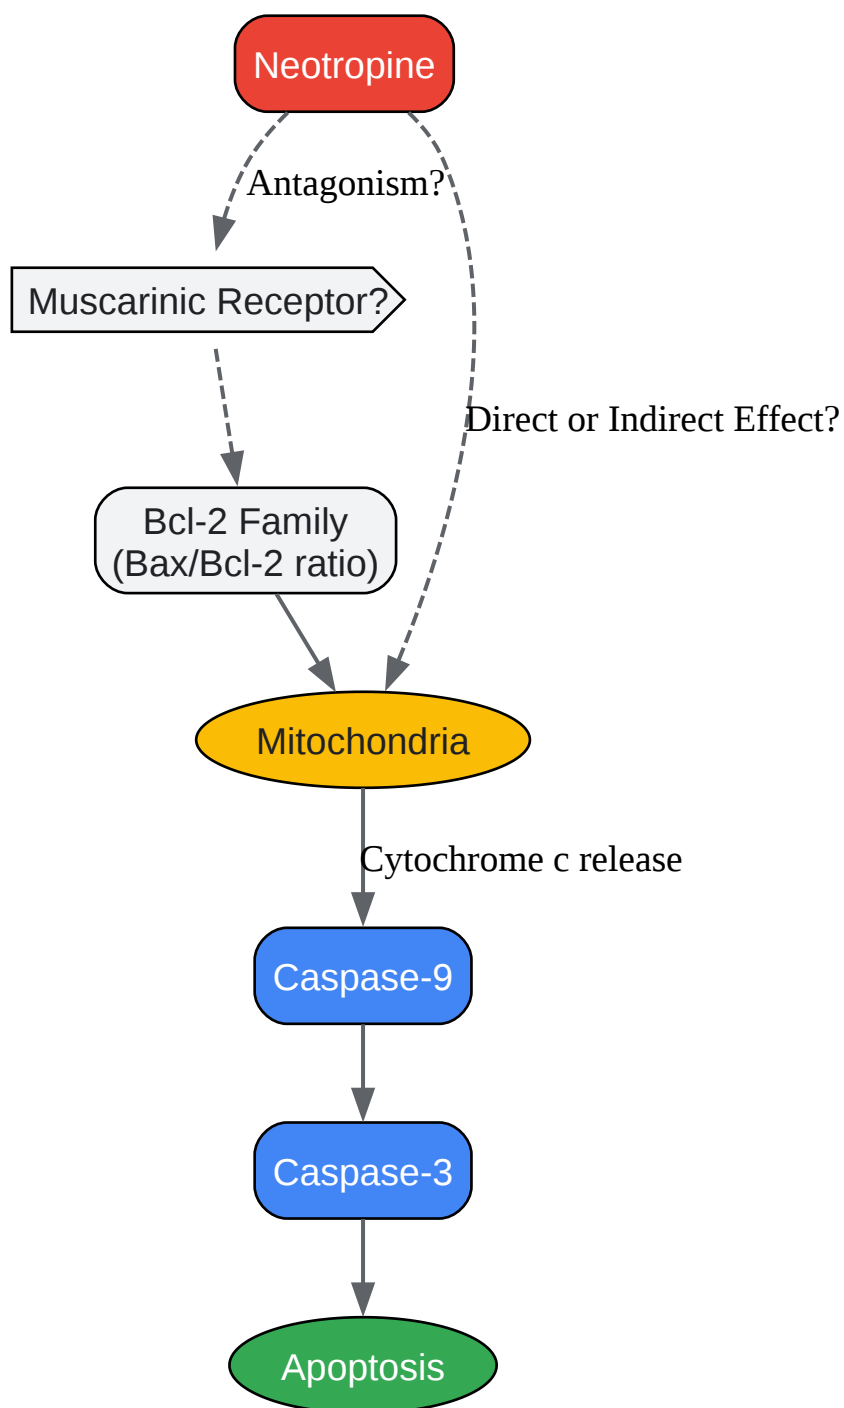 Neotropine
Antagonism?
Muscarinic Receptor?
Direct or Indirect Effect?
Bcl-2 Family
(Bax/Bcl-2 ratio)
Mitochondria
Cytochrome c release
Caspase-9
Caspase-3
Apoptosis